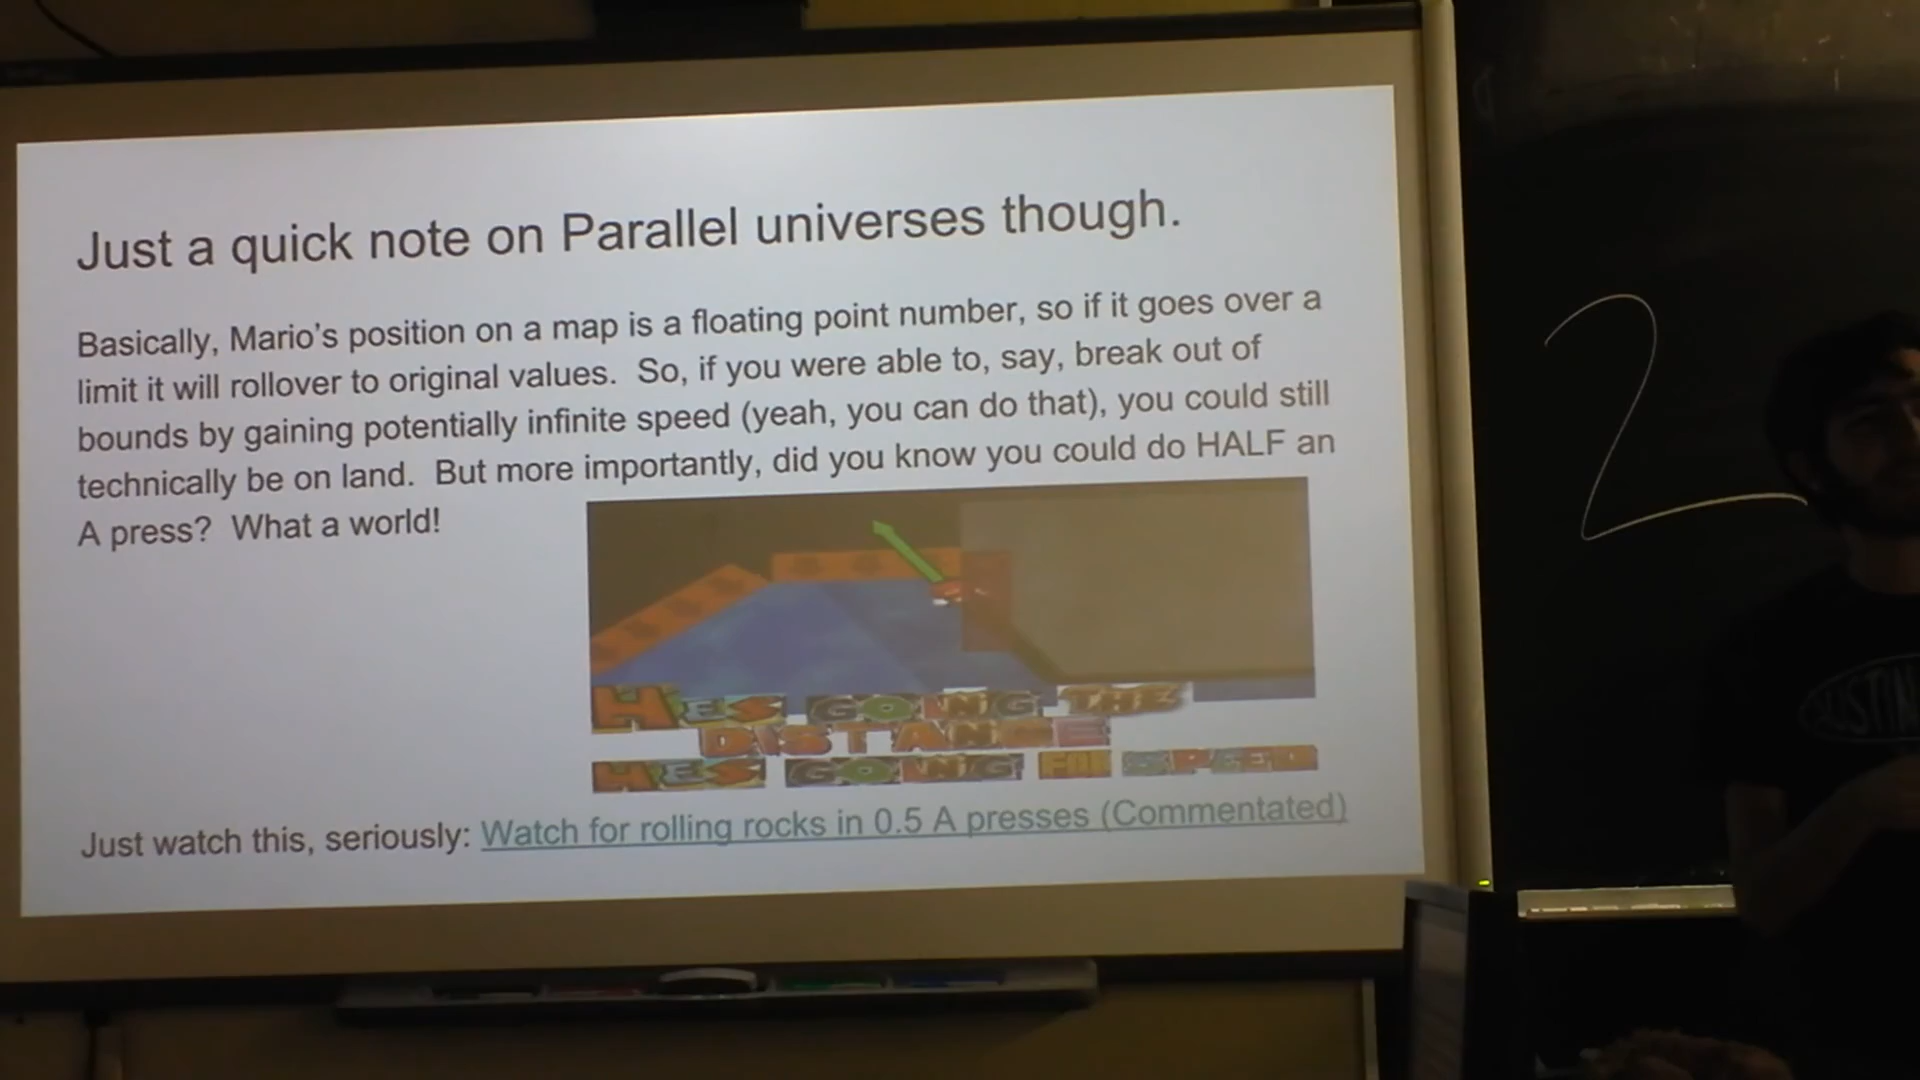 Just a quick note on Parallel universes though.
Basically, Mario's position on a map is a floating point number, so if it goes over a
limit it will rollover to original values.  So, if you were able to, say, break out of
bounds by gaining potentially infinite speed (yeah, you can do that), you could still
technically be on land.  But more importantly, did you know you could do HALF an
A press?  What a world!
HES GOING THE
DISTANCE
HES GOING FOR SPEED
Just watch this, seriously: Watch for rolling rocks in 0.5 A presses (Commentated)
2